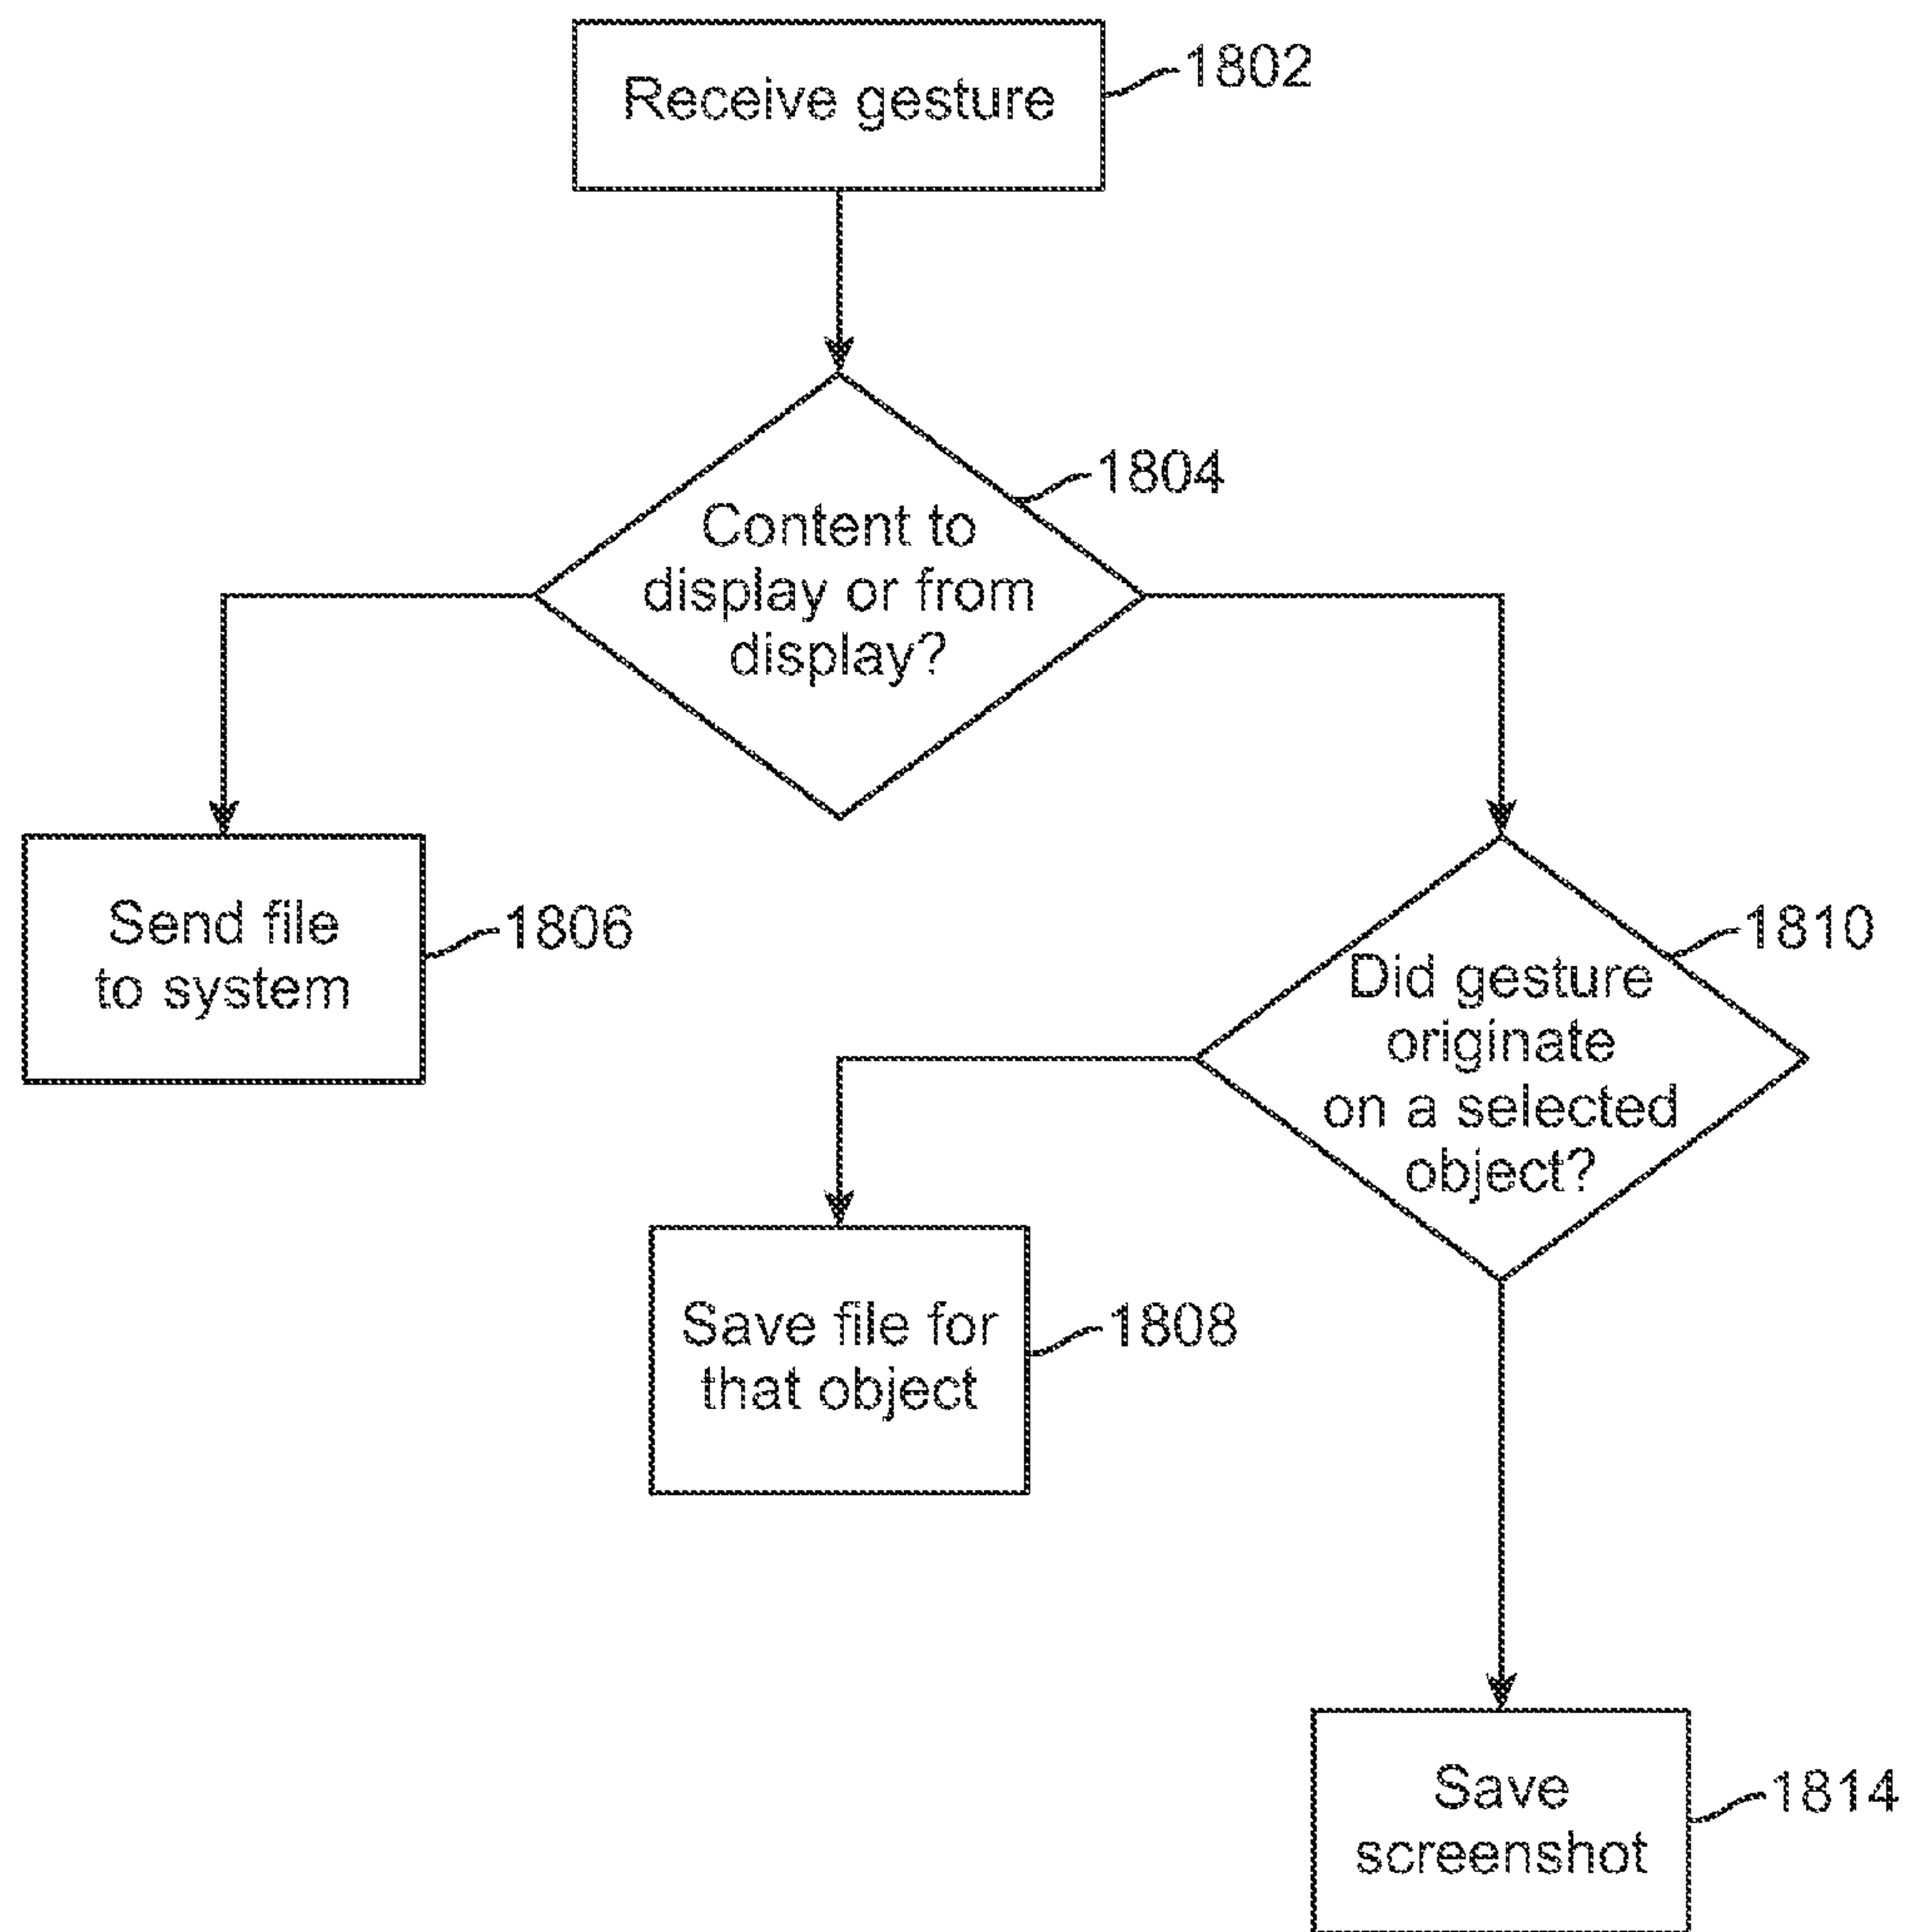 Receive gesture
1802
1804
Content to
display or from
display?
Send file
to system
1806
1810
Did gesture
originate
on a selected
object?
Save file for
that object
1808
Save
screenshot
1814